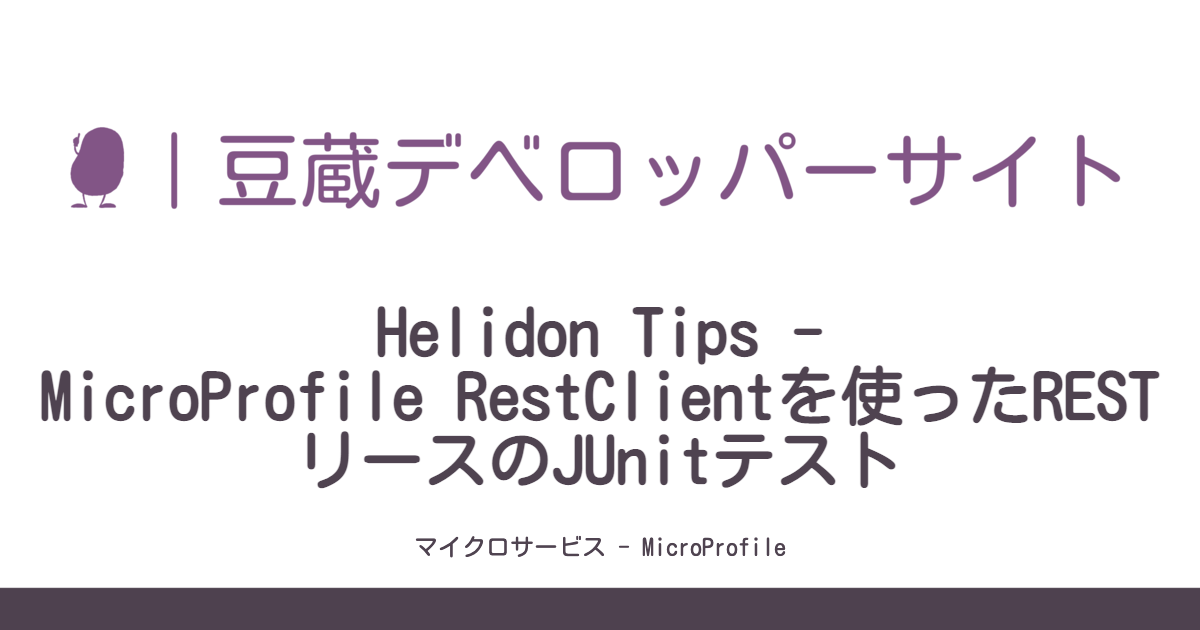 ｜豆蔵デベロッパーサイト
Helidon Tips -
MicroProfile RestClientを使ったREST
リースのJUnitテスト
マイクロサービス - MicroProfile